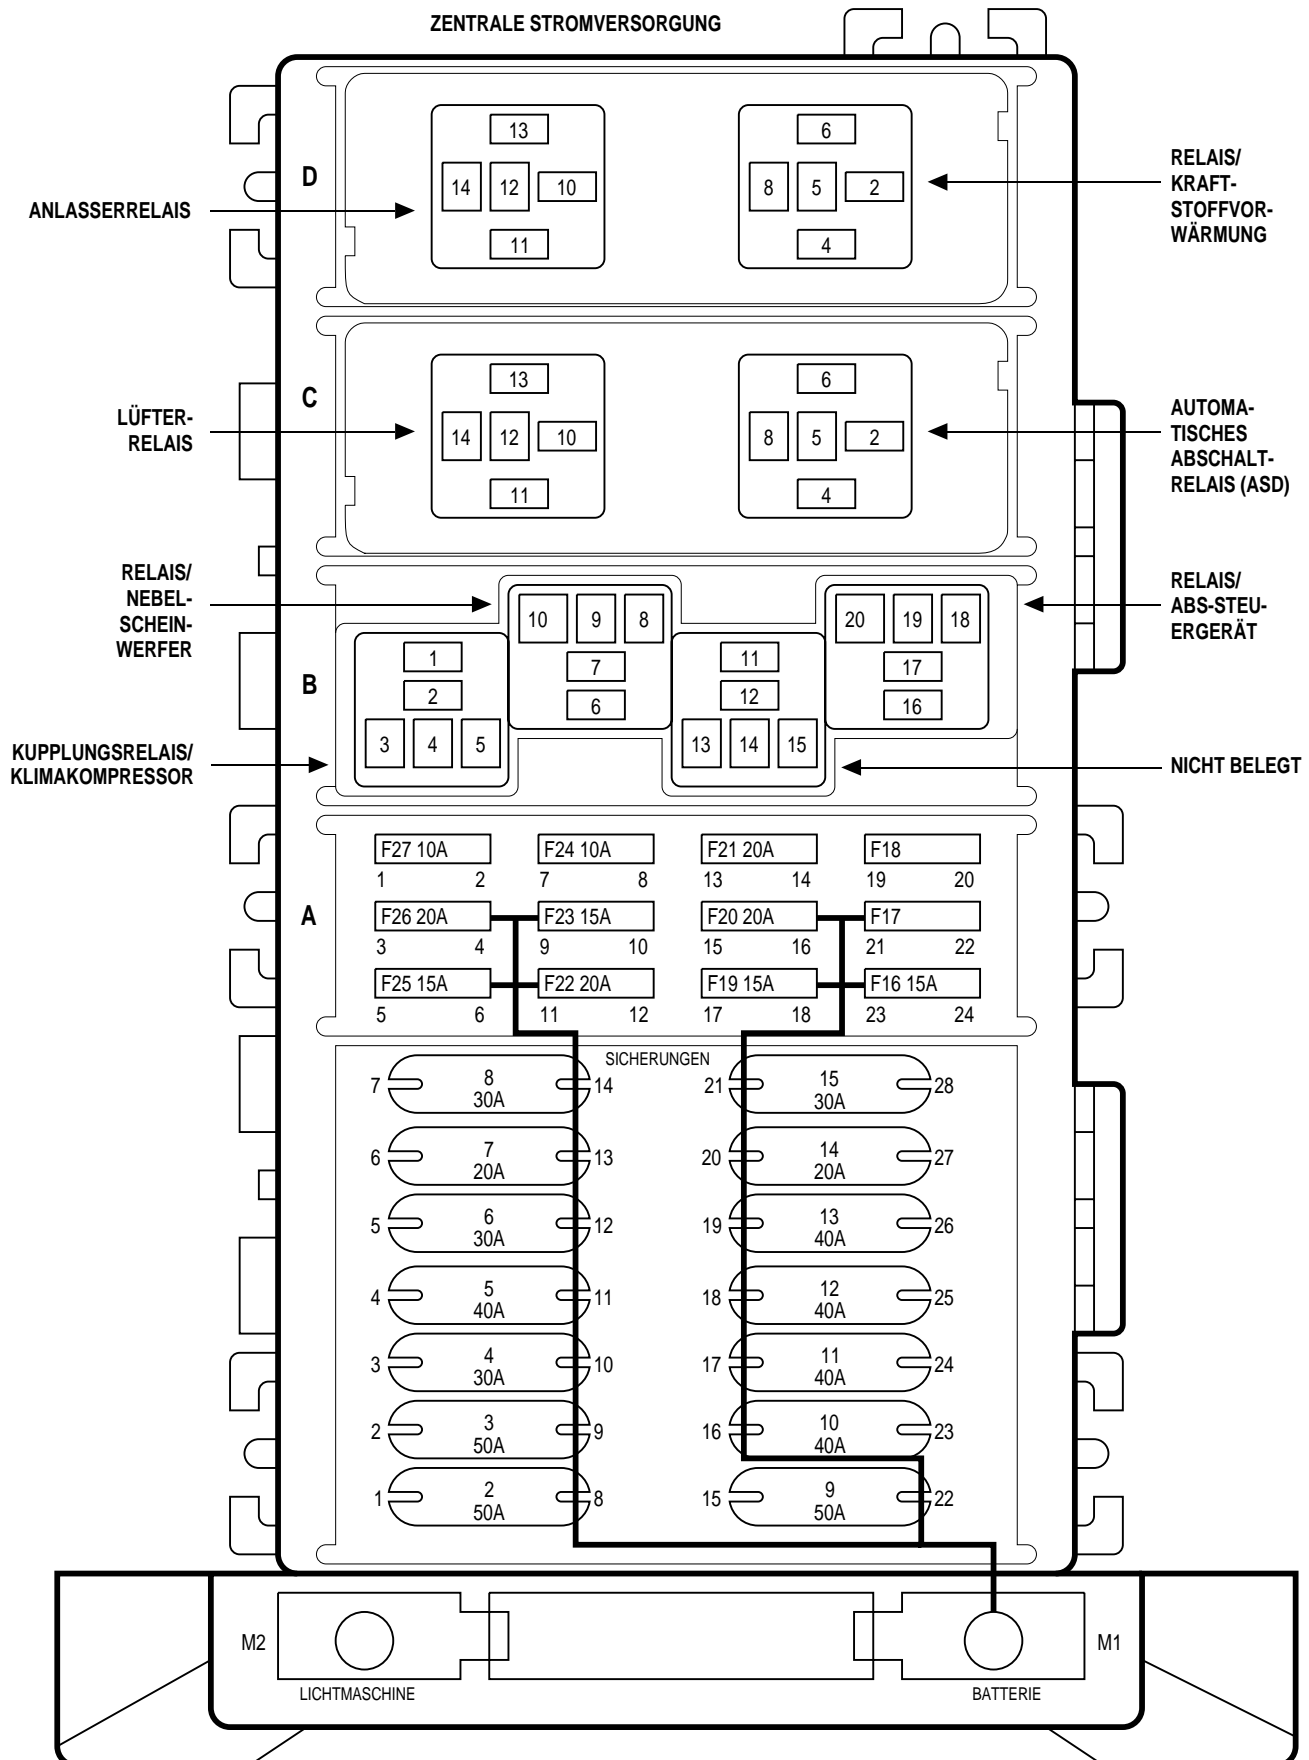 ZENTRALE STROMVERSORGUNG
D
13
14 12 10
11
6
8 5 2
4
ANLASSERRELAIS
RELAIS/
KRAFT-
STOFFVOR-
WÄRMUNG
C
13
14 12 10
11
6
8 5 2
4
LÜFTER-
RELAIS
AUTOMA-
TISCHES
ABSCHALT-
RELAIS (ASD)
RELAIS/
NEBEL-
SCHEIN-
WERFER
RELAIS/
ABS-STEU-
ERGERÄT
B
1
2
3 4 5
10 9 8
7
6
11
12
13 14 15
20 19 18
17
16
KUPPLUNGSRELAIS/
KLIMAKOMPRESSOR
NICHT BELEGT
A
F27 10A F24 10A F21 20A F18
1 2 7 8 13 14 19 20
F26 20A F23 15A F20 20A F17
3 4 9 10 15 16 21 22
F25 15A F22 20A F19 15A F16 15A
5 6 11 12 17 18 23 24
SICHERUNGEN
7 8 14 21 15 28
30A 30A
6 7 13 20 14 27
20A 20A
5 6 12 19 13 26
30A 40A
4 5 11 18 12 25
40A 40A
3 4 10 17 11 24
30A 40A
2 3 9 16 10 23
50A 40A
1 2 8 15 9 22
50A 50A
M2 M1
LICHTMASCHINE BATTERIE